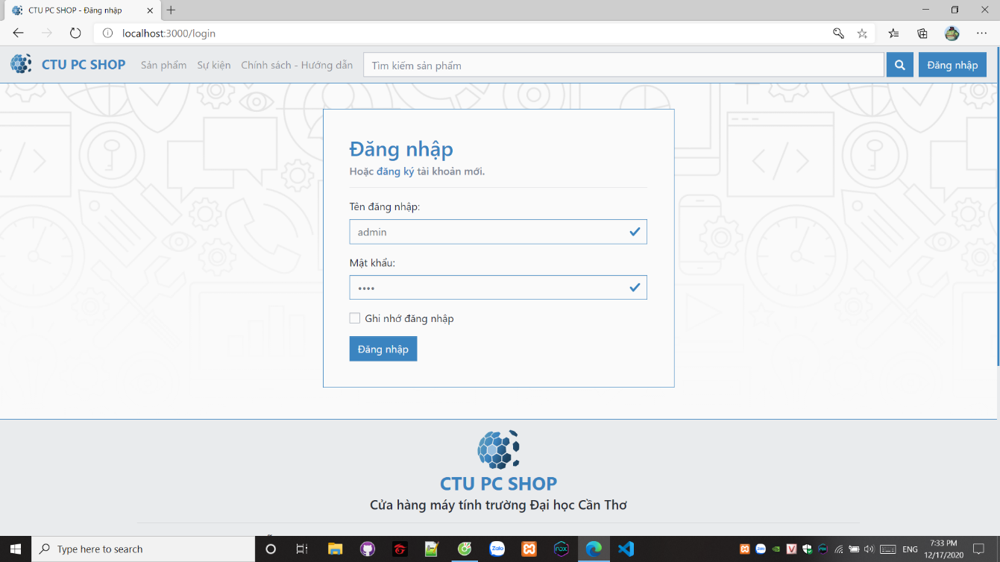 CTU PC SHOP - Đăng nhập
localhost:3000/login
CTU PC SHOP
Sản phẩm
Sự kiện
Chính sách - Hướng dẫn
Tìm kiếm sản phẩm
Đăng nhập
Đăng nhập
Hoặc đăng ký tài khoản mới.
Tên đăng nhập:
admin
Mật khẩu:
••••
Ghi nhớ đăng nhập
Đăng nhập
CTU PC SHOP
Cửa hàng máy tính trường Đại học Cần Thơ
Type here to search
Zalo
nox
ENG
7:33 PM
12/17/2020